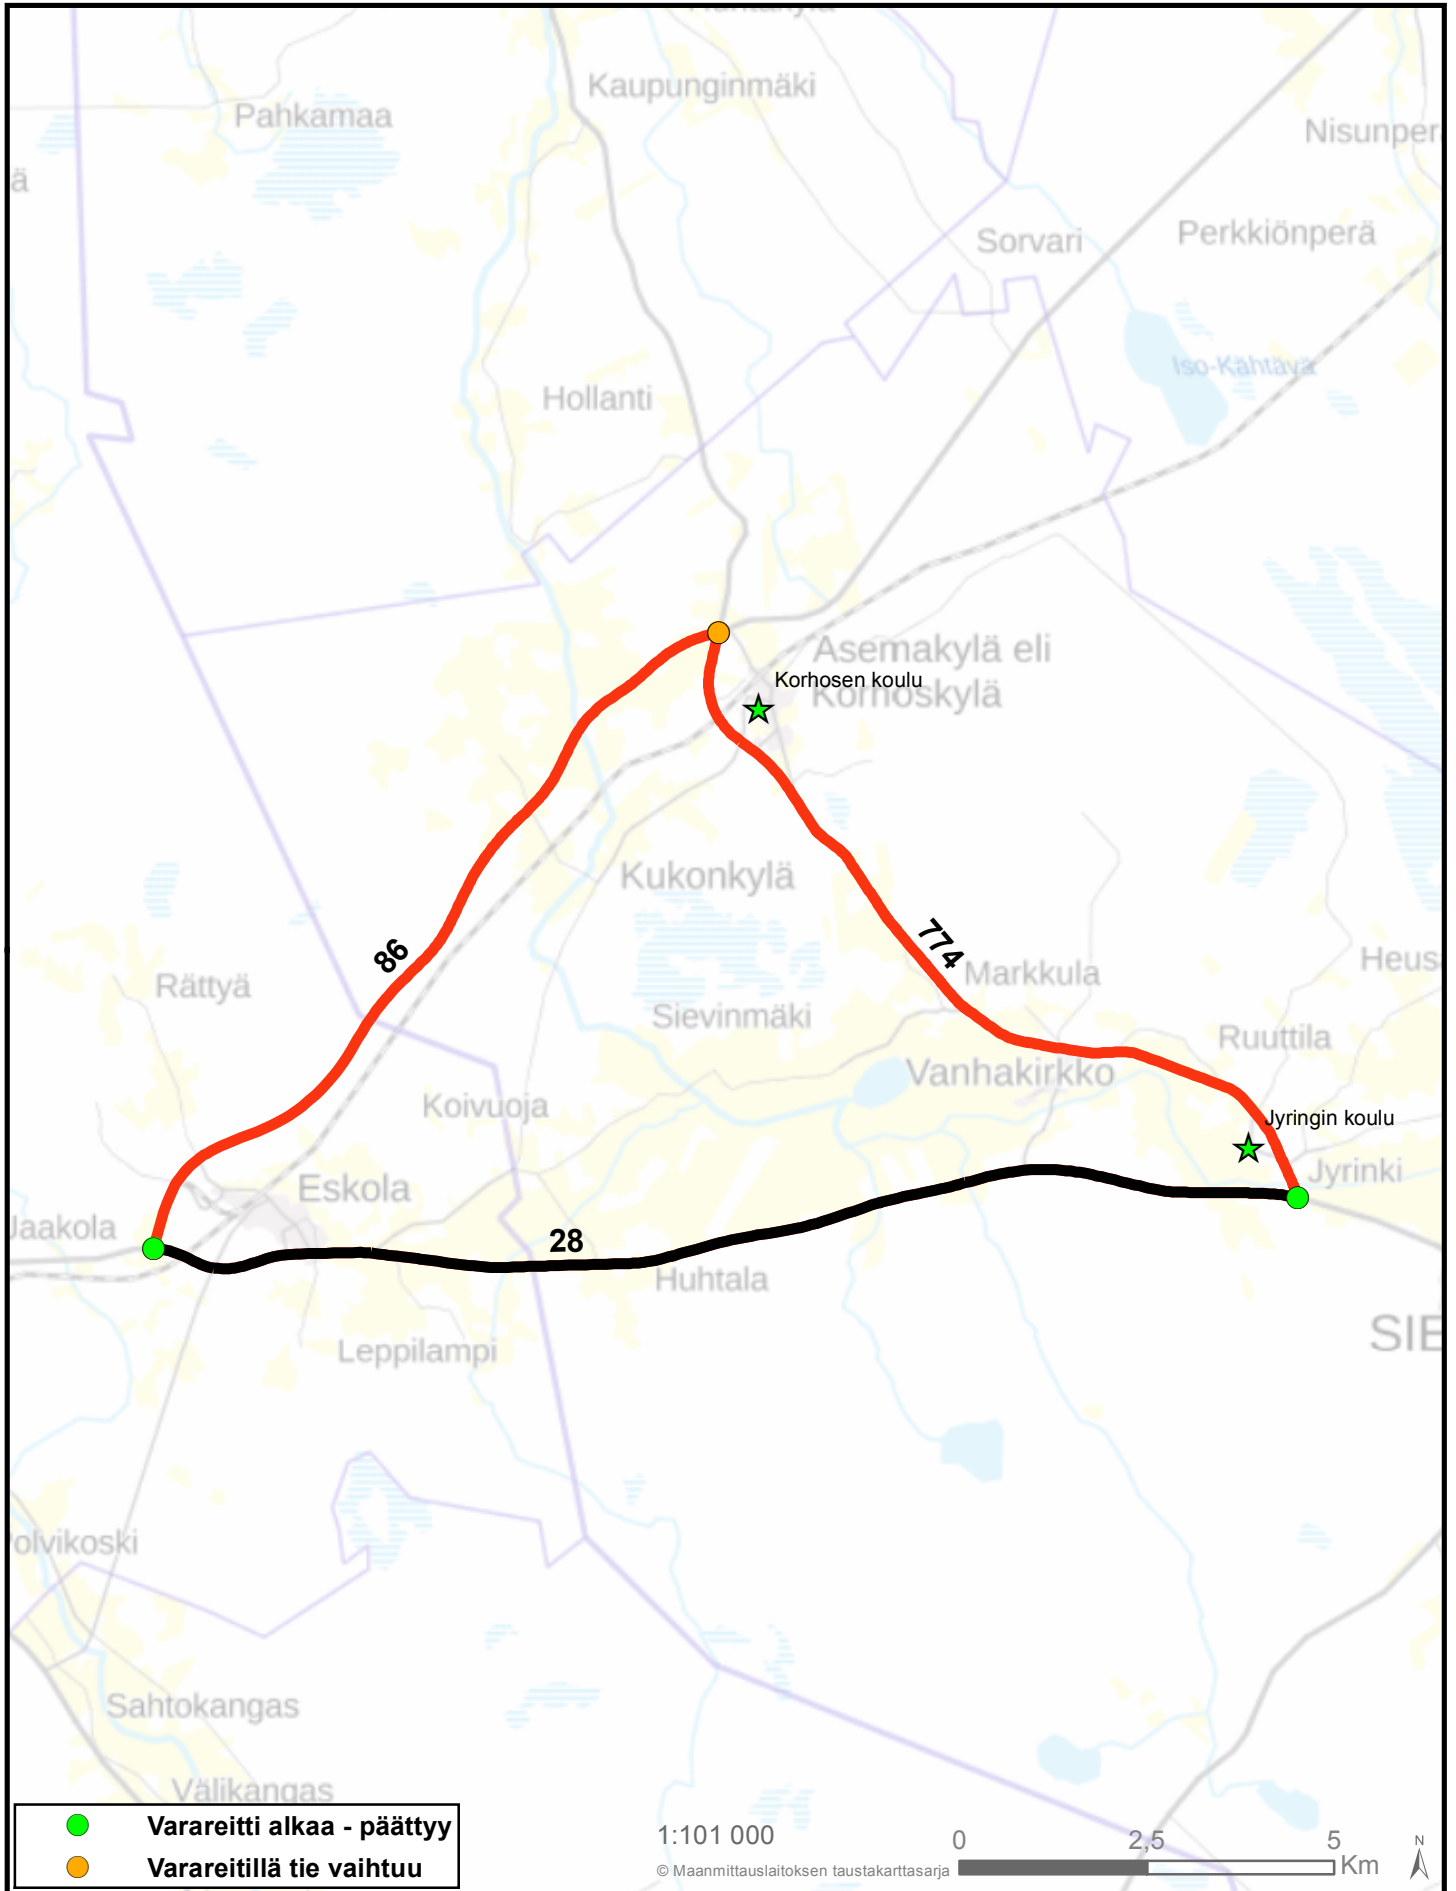 Kaupunginmäki
Pahkamaa
Nisunper
ä
Sorvari
Perkkiönperä
Iso-Kähtävä
Hollanti
Asemakylä eli
Korhoskylä
Korhosen koulu
Kukonkylä
86
774
Markkula
Heus
Rättyä
Sievinmäki
Ruuttila
Vanhakirkko
Koivuoja
Jyringin koulu
Jyrinki
Eskola
Jaakola
28
Huhtala
Leppilampi
SIE
olvikoski
Sahtokangas
Välikangas
Varareitti alkaa - päättyy
Varareitillä tie vaihtuu
1:101 000
© Maanmittauslaitoksen taustakarttasarja
0 2,5 5
Km
N